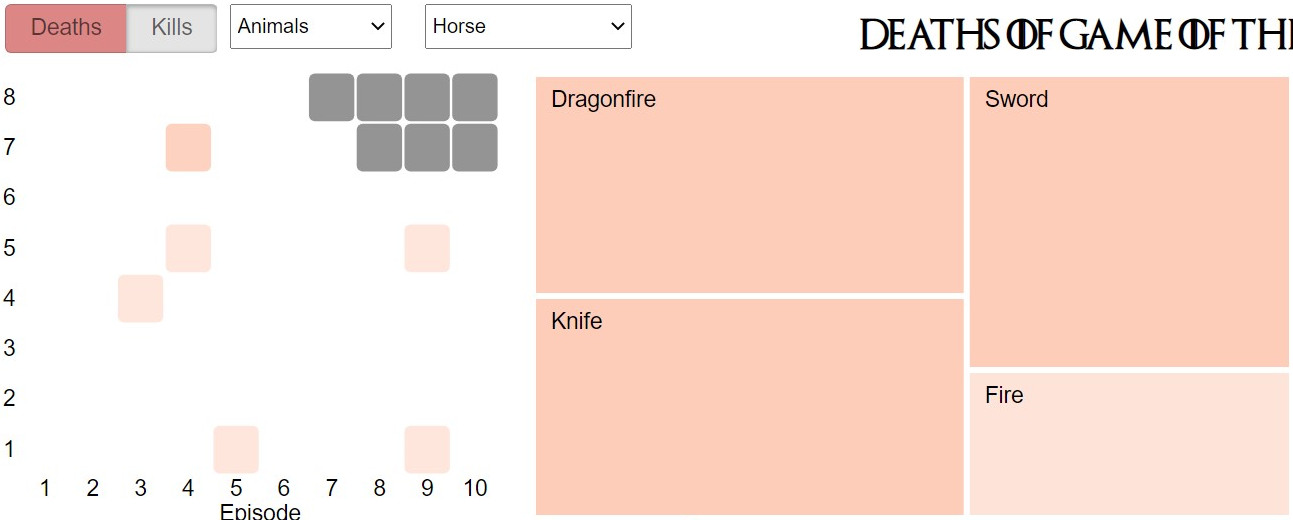 Deaths Kills Animals Horse DEATHS OF GAME OF
8
7
6
5
4
3
2
1
1 2 3 4 5 6 7 8 9 10
Episode
Dragonfire
Sword
Knife
Fire